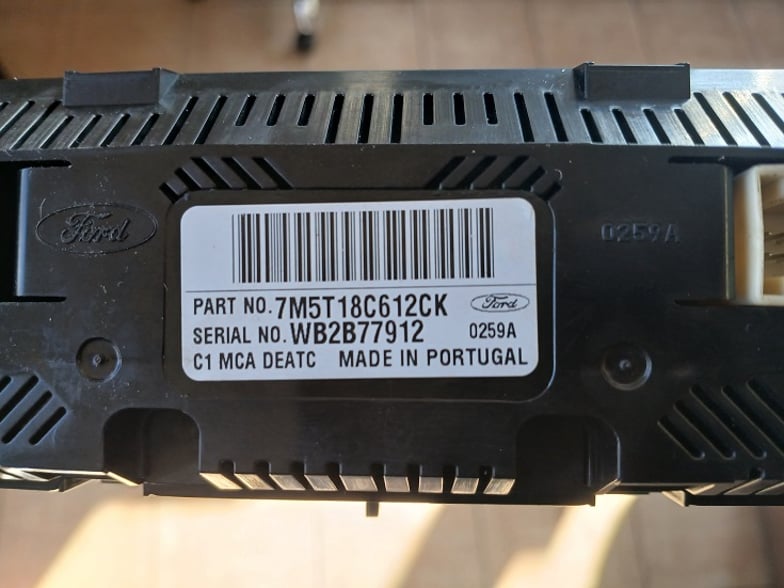 Ford
0259A
PART NO. 7M5T18C612CK
Ford
SERIAL NO. WB2B77912 0259A
C1 MCA DEATC MADE IN PORTUGAL